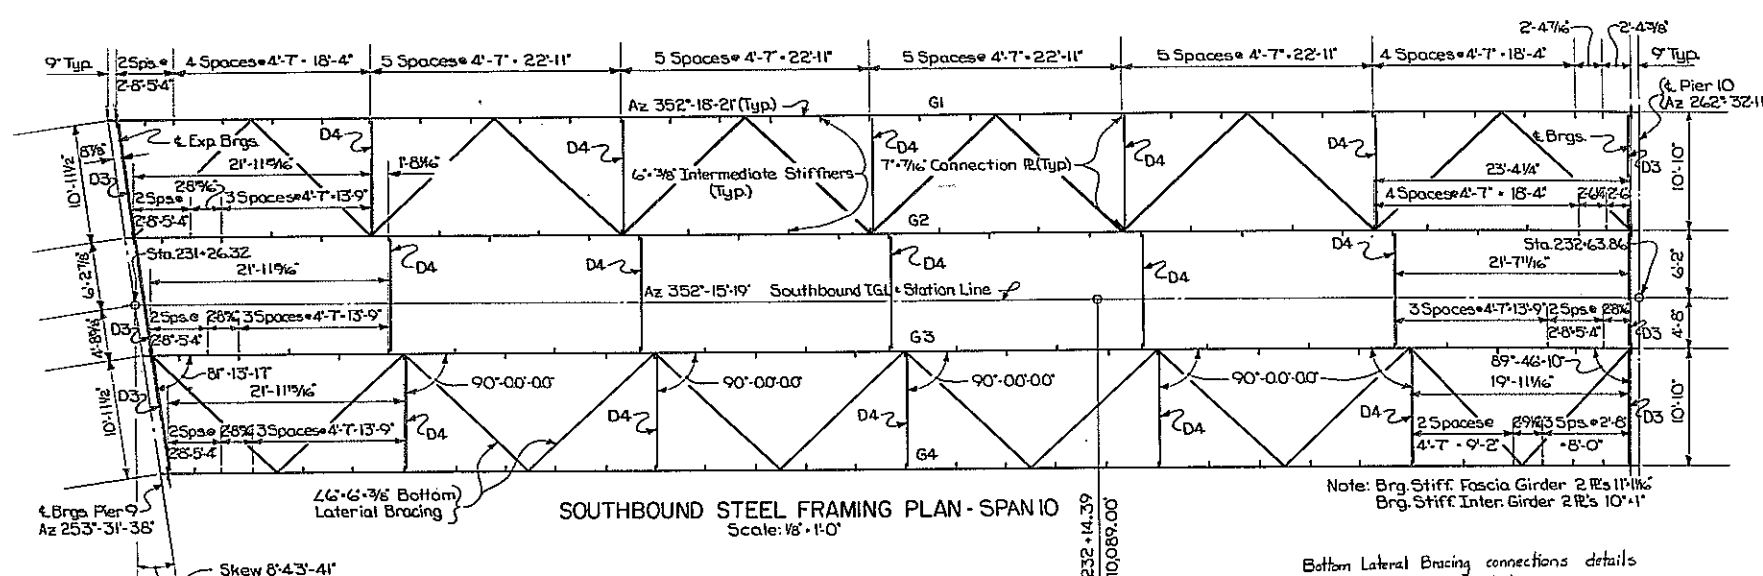 2'-4 7/16" 2'-4 3/8"
9" Typ. 2 Sps. @ 4 Spaces @ 4'-7" = 18'-4" 5 Spaces @ 4'-7" = 22'-11" 5 Spaces @ 4'-7" = 22'-11" 5 Spaces @ 4'-7" = 22'-11" 5 Spaces @ 4'-7" = 22'-11" 4 Spaces @ 4'-7" = 18'-4" 9" Typ.
2'-8"=5'-4"
℄ Pier 10
Az 262°-32'-11"
Az 352°-18'-21" (Typ.) G1
8 7/8" ℄ Exp. Brgs. D4 D4 D4 D4 D4 ℄ Brgs.
10'-11 1/2" D3 21'-11 15/16" 1'-8 1/16" 6" x 3/8" Intermediate Stiffners 7" x 7/16" Connection PL (Typ.) 23'-4 1/4" D3 10'-10"
(Typ.)
2 Sps. @ 3 Spaces @ 4'-7" = 13'-9" 4 Spaces @ 4'-7" = 18'-4"
2'-8"=5'-4" G2
Sta. 231+26.32 D4 D4 D4 D4 D4 Sta. 232+63.86
6'-2 7/8" 21'-11 15/16" 21'-7 11/16" 6'-2"
Az 352°-15'-19" Southbound T.G.L. & Station Line
4'-8 5/8" D3 2 Sps. @ 3 Spaces @ 4'-7" = 13'-9" 3 Spaces @ 4'-7" = 13'-9" 2 Sps. @ D3 4'-8"
2'-8"=5'-4" G3 2'-8"=5'-4"
81°-13'-17" 90°-00'-00" 90°-00'-00" 90°-00'-00" 89°-46'-10"
10'-11 1/2" D3 21'-11 15/16" D4 D4 D4 D4 D4 19'-11 1/16" D3 10'-10"
2 Sps. @ 3 Spaces @ 4'-7" = 13'-9" 2 Spaces @ 3 Sps. @ 2'-8"
2'-8"=5'-4" G4 4'-7" = 9'-2" =8'-0"
℄ Brgs. Pier 9
Az 253°-31'-38"
∠6" x 6" x 3/8" Bottom
Laterial Bracing
SOUTHBOUND STEEL FRAMING PLAN - SPAN 10
Scale: 1/8" = 1'-0"
232+14.39
10,089.00'
Note: Brg. Stiff. Fascia Girder 2 PL's 11" x 1 1/16"
Brg. Stiff. Inter. Girder 2 PL's 10" x 1"
Skew 8°-43'-41"
Bottom Lateral Bracing connections details